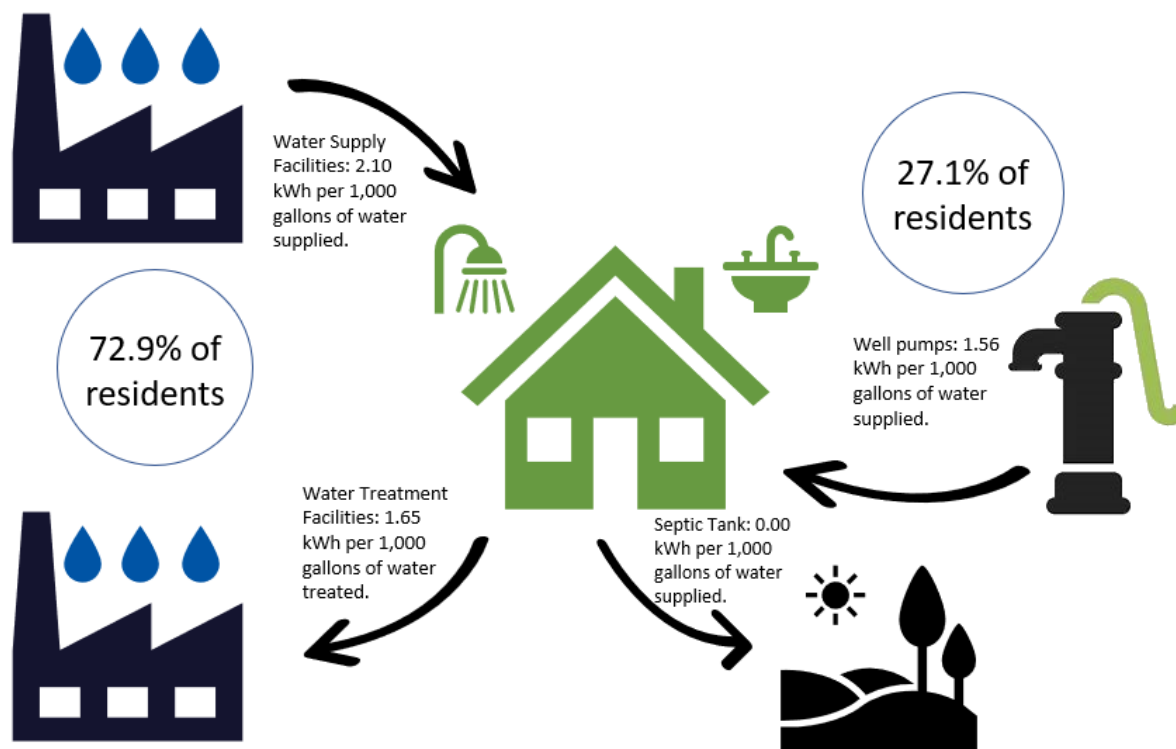 Water Supply
Facilities: 2.10
kWh per 1,000
gallons of water
supplied.
27.1% of
residents
72.9% of
residents
Well pumps: 1.56
kWh per 1,000
gallons of water
supplied.
Water Treatment
Facilities: 1.65
kWh per 1,000
gallons of water
treated.
Septic Tank: 0.00
kWh per 1,000
gallons of water
supplied.